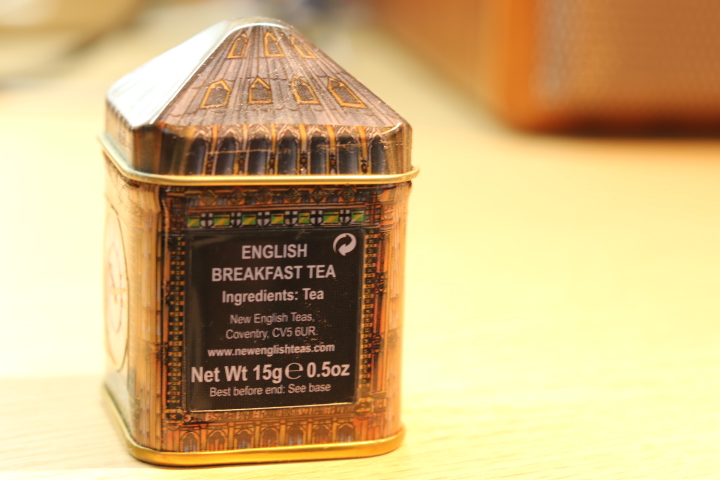 ENGLISH
BREAKFAST TEA
Ingredients: Tea
New English Teas,
Coventry, CV5 6UR.
www.newenglishteas.com
Net Wt 15g ℮ 0.5oz
Best before end: See base